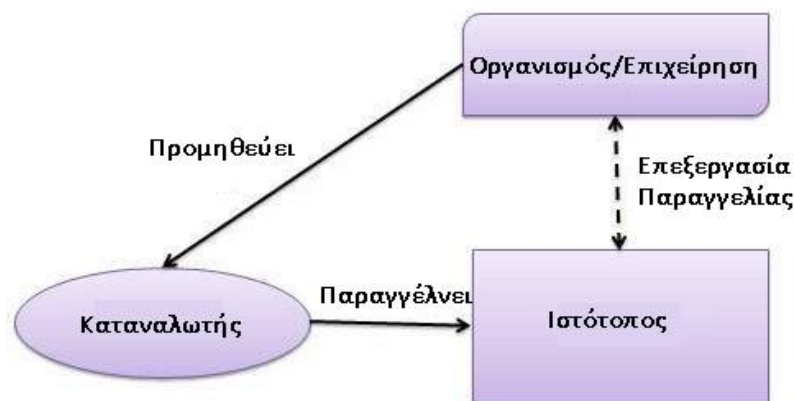 Οργανισμός/Επιχείρηση
Προμηθεύει
Επεξεργασία
Παραγγελίας
Παραγγέλνει
Καταναλωτής
Ιστότοπος